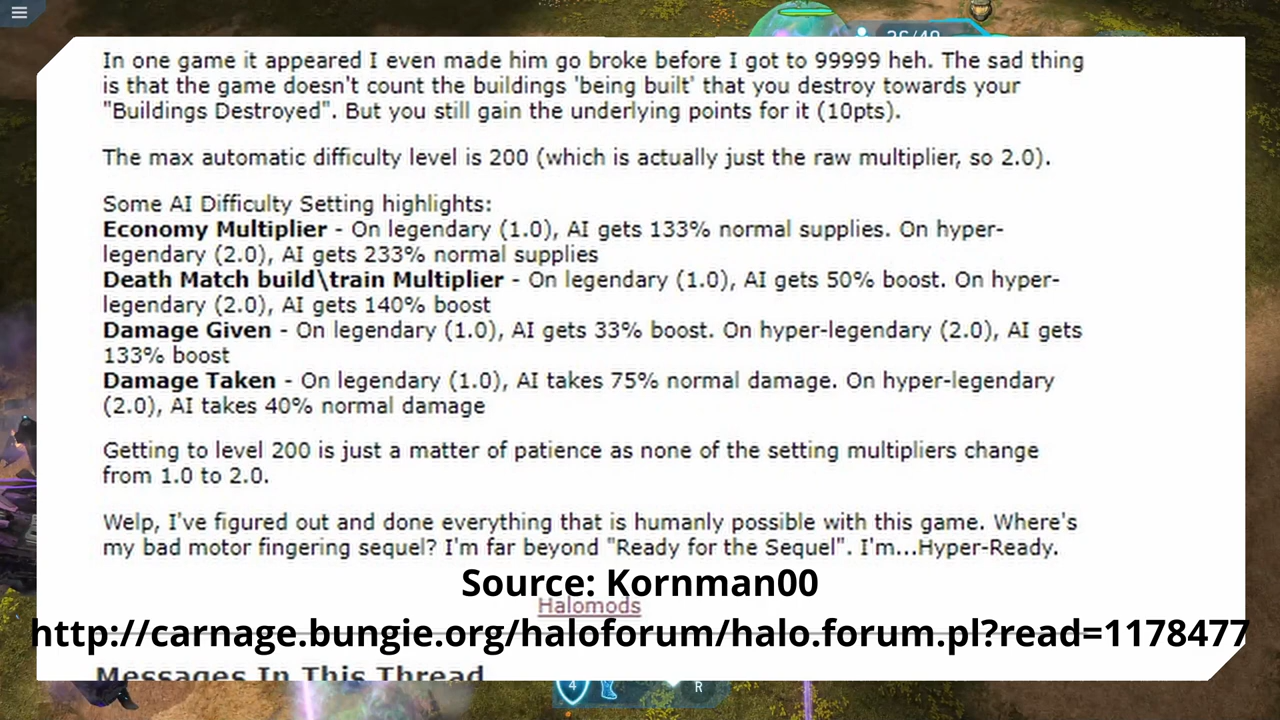 26/40
In one game it appeared I even made him go broke before I got to 99999 heh. The sad thing
is that the game doesn't count the buildings 'being built' that you destroy towards your
"Buildings Destroyed". But you still gain the underlying points for it (10pts).
The max automatic difficulty level is 200 (which is actually just the raw multiplier, so 2.0).
Some AI Difficulty Setting highlights:
Economy Multiplier - On legendary (1.0), AI gets 133% normal supplies. On hyper-
legendary (2.0), AI gets 233% normal supplies
Death Match build\train Multiplier - On legendary (1.0), AI gets 50% boost. On hyper-
legendary (2.0), AI gets 140% boost
Damage Given - On legendary (1.0), AI gets 33% boost. On hyper-legendary (2.0), AI gets
133% boost
Damage Taken - On legendary (1.0), AI takes 75% normal damage. On hyper-legendary
(2.0), AI takes 40% normal damage
Getting to level 200 is just a matter of patience as none of the setting multipliers change
from 1.0 to 2.0.
Welp, I've figured out and done everything that is humanly possible with this game. Where's
my bad motor fingering sequel? I'm far beyond "Ready for the Sequel". I'm...Hyper-Ready.
Source: Kornman00
Halomods
http://carnage.bungie.org/haloforum/halo.forum.pl?read=1178477
Messages In This Thread
4
R